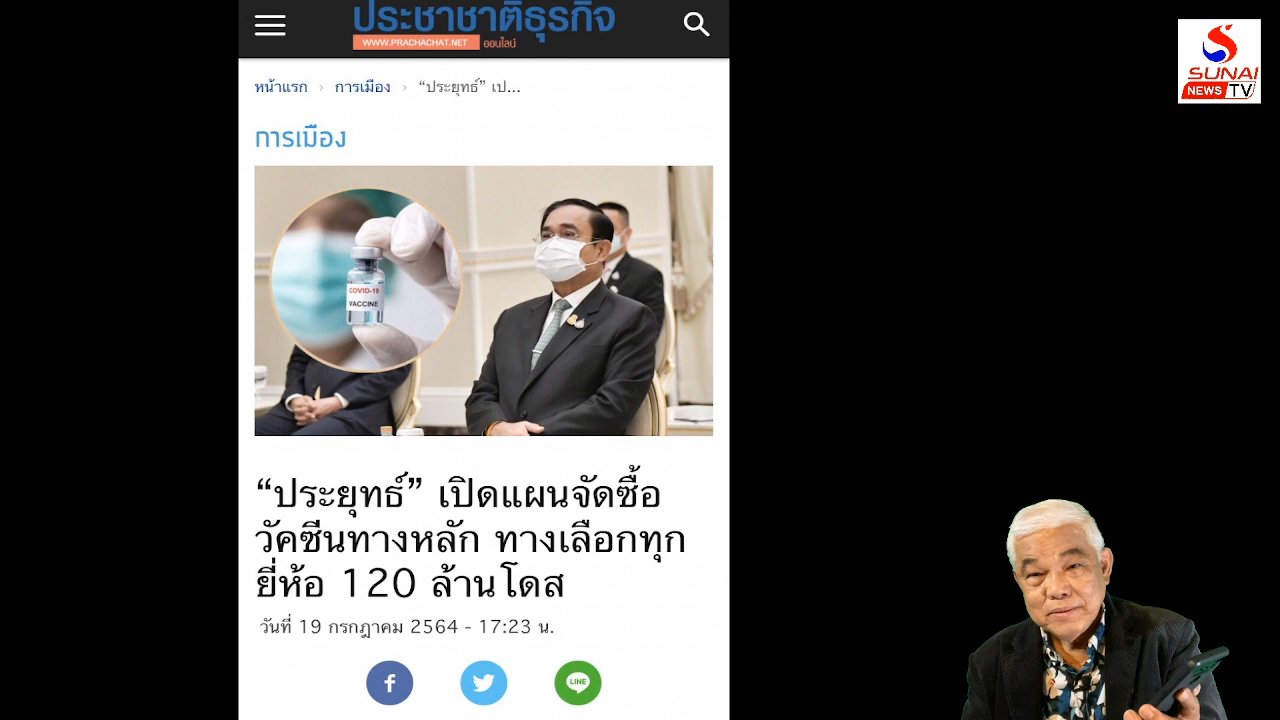 ประชาชาติธุรกิจ
WWW.PRACHACHAT.NET ออนไลน์
SUNAI
NEWS TV
หน้าแรก › การเมือง › “ประยุทธ์” เป...
การเมือง
COVID-19
VACCINE
“ประยุทธ์” เปิดแผนจัดซื้อ
วัคซีนทางหลัก ทางเลือกทุก
ยี่ห้อ 120 ล้านโดส
วันที่ 19 กรกฎาคม 2564 - 17:23 น.
LINE